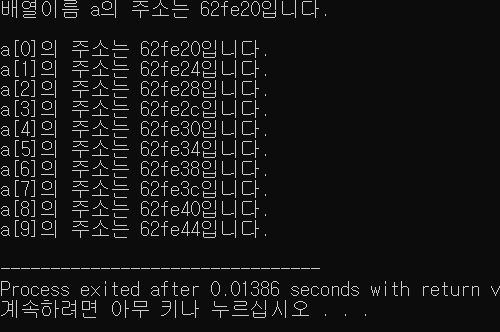 배열이름 a의 주소는 62fe20입니다.
a[0]의 주소는 62fe20입니다.
a[1]의 주소는 62fe24입니다.
a[2]의 주소는 62fe28입니다.
a[3]의 주소는 62fe2c입니다.
a[4]의 주소는 62fe30입니다.
a[5]의 주소는 62fe34입니다.
a[6]의 주소는 62fe38입니다.
a[7]의 주소는 62fe3c입니다.
a[8]의 주소는 62fe40입니다.
a[9]의 주소는 62fe44입니다.
--------------------------------
Process exited after 0.01386 seconds with return v
계속하려면 아무 키나 누르십시오 . . .